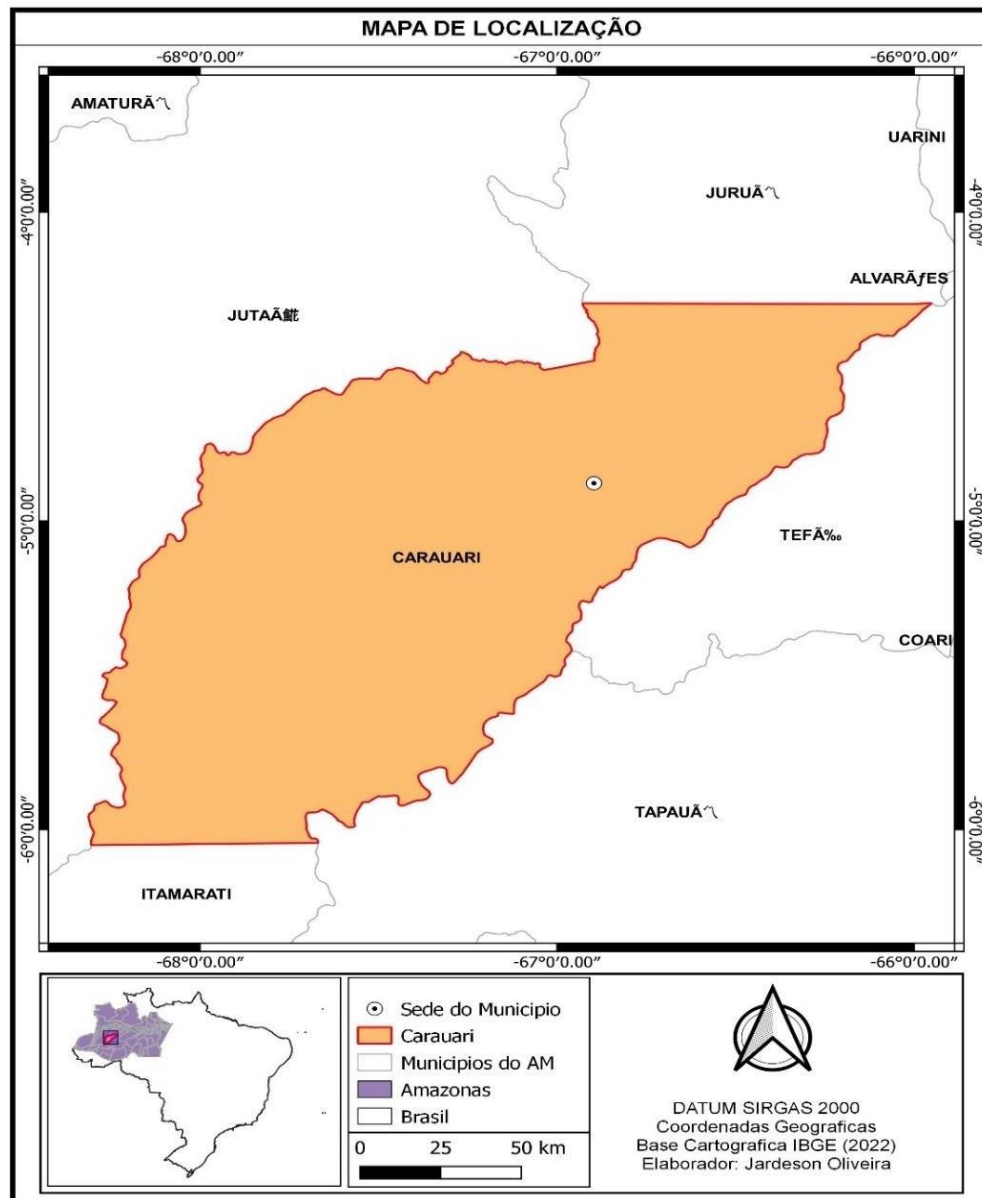 MAPA DE LOCALIZAÇÃO
-68°0'0.00″ -67°0'0.00″ -66°0'0.00″
AMATURÃ
UARINI
JURUÃ
-4°0'0.00″ -4°0'0.00″
ALVARÃƒES
JUTAÃ
-5°0'0.00″ -5°0'0.00″
TEFÃ‰
CARAUARI
COARI
TAPAUÃ
-6°0'0.00″ -6°0'0.00″
ITAMARATI
-68°0'0.00″ -67°0'0.00″ -66°0'0.00″
Sede do Municipio
Carauari
Municipios do AM
Amazonas
Brasil
0 25 50 km
DATUM SIRGAS 2000
Coordenadas Geograficas
Base Cartografica IBGE (2022)
Elaborador: Jardeson Oliveira